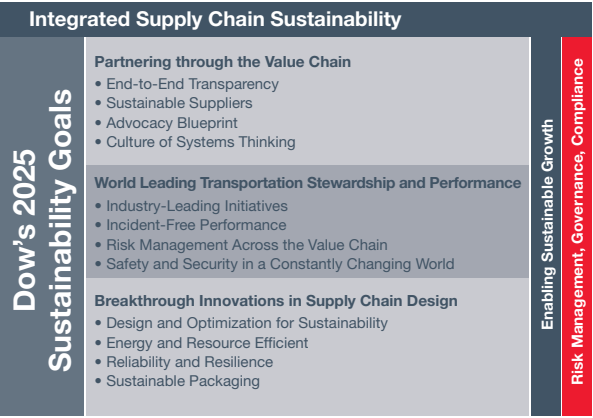 Integrated Supply Chain Sustainability
Dow's 2025
Sustainability Goals
Partnering through the Value Chain
• End-to-End Transparency
• Sustainable Suppliers
• Advocacy Blueprint
• Culture of Systems Thinking
World Leading Transportation Stewardship and Performance
• Industry-Leading Initiatives
• Incident-Free Performance
• Risk Management Across the Value Chain
• Safety and Security in a Constantly Changing World
Breakthrough Innovations in Supply Chain Design
• Design and Optimization for Sustainability
• Energy and Resource Efficient
• Reliability and Resilience
• Sustainable Packaging
Enabling Sustainable Growth
Risk Management, Governance, Compliance